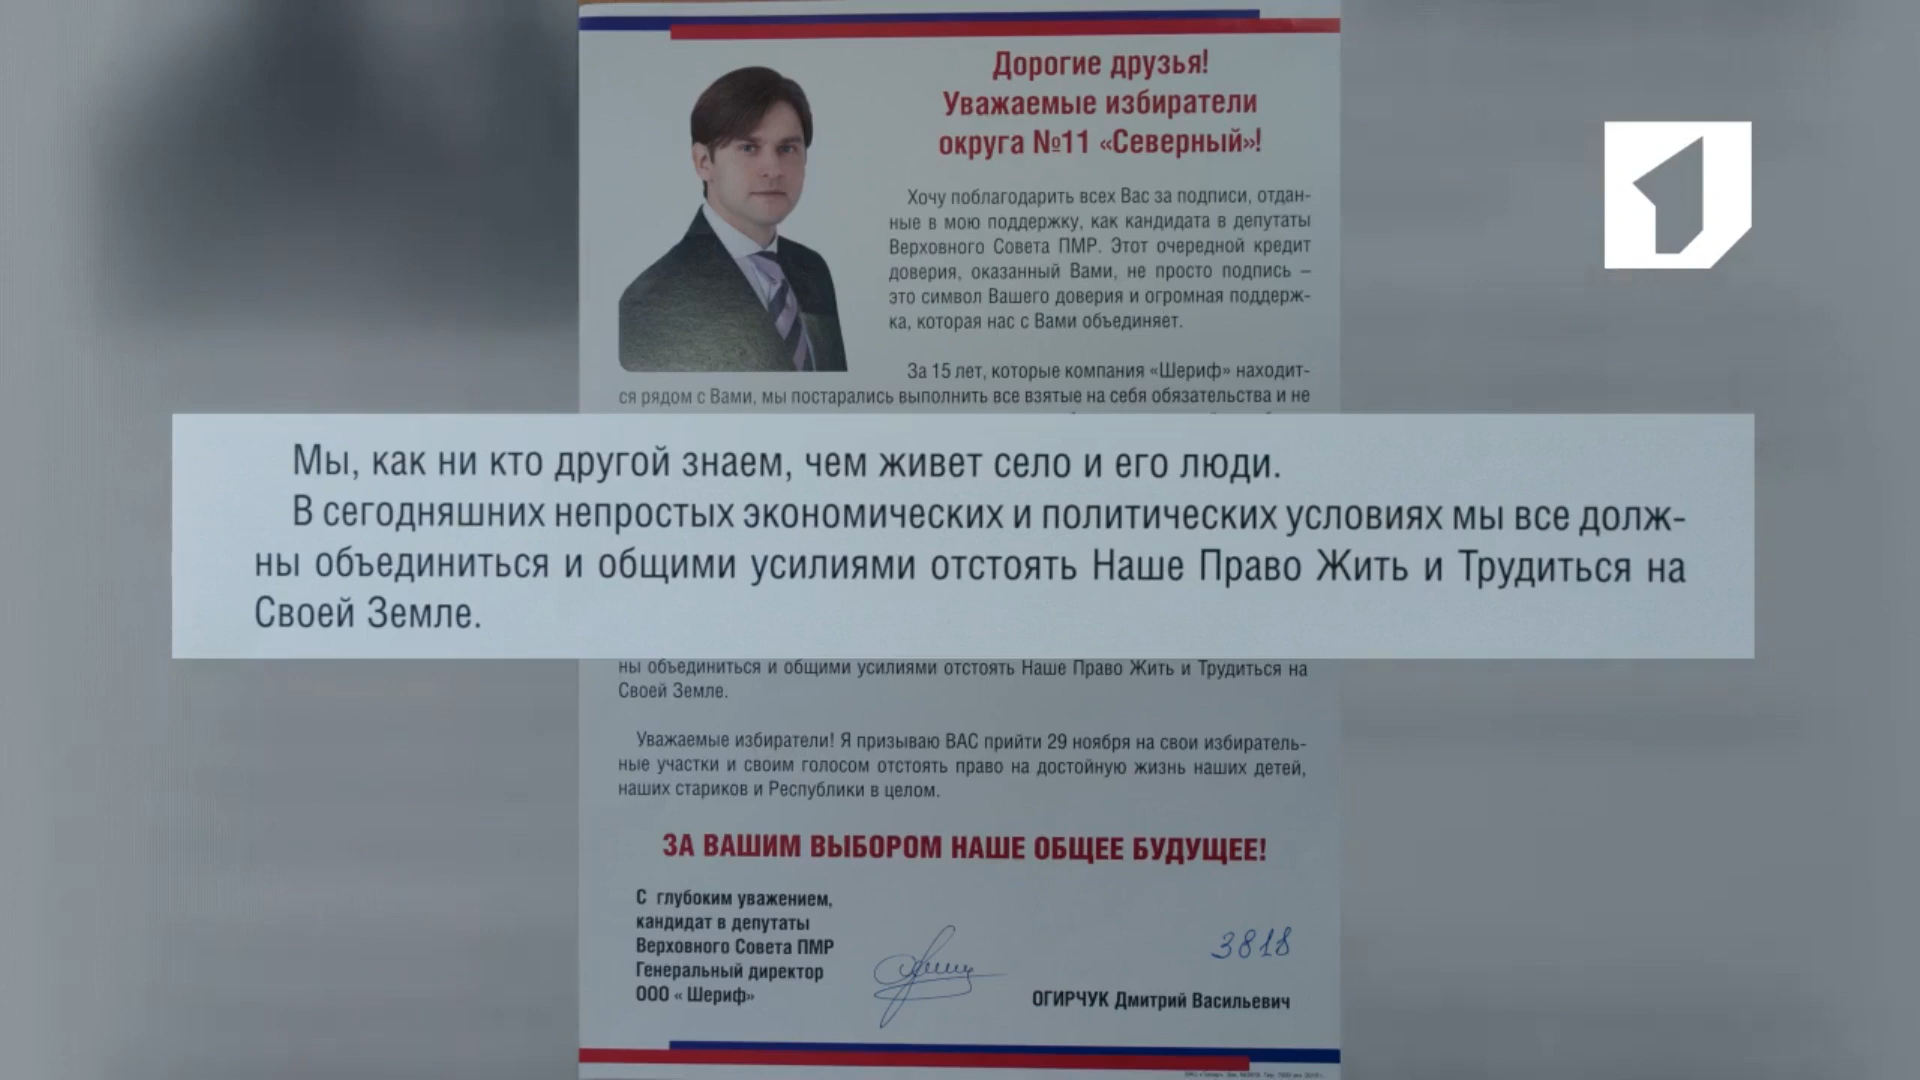 Дорогие друзья!
Уважаемые избиратели
округа №11 «Северный»!
Хочу поблагодарить всех Вас за подписи, отдан-
ные в мою поддержку, как кандидата в депутаты
Верховного Совета ПМР. Этот очередной кредит
доверия, оказанный Вами, не просто подпись –
это символ Вашего доверия и огромная поддерж-
ка, которая нас с Вами объединяет.
За 15 лет, которые компания «Шериф» находит-
ся рядом с Вами, мы постарались выполнить все взятые на себя обязательства и не
Мы, как ни кто другой знаем, чем живет село и его люди.
В сегодняшних непростых экономических и политических условиях мы все долж-
ны объединиться и общими усилиями отстоять Наше Право Жить и Трудиться на
Своей Земле.
ны объединиться и общими усилиями отстоять Наше Право Жить и Трудиться на
Своей Земле.
Уважаемые избиратели! Я призываю ВАС прийти 29 ноября на свои избиратель-
ные участки и своим голосом отстоять право на достойную жизнь наших детей,
наших стариков и Республики в целом.
ЗА ВАШИМ ВЫБОРОМ НАШЕ ОБЩЕЕ БУДУЩЕЕ!
С глубоким уважением,
кандидат в депутаты
Верховного Совета ПМР
Генеральный директор
ООО « Шериф»
3818
ОГИРЧУК Дмитрий Васильевич